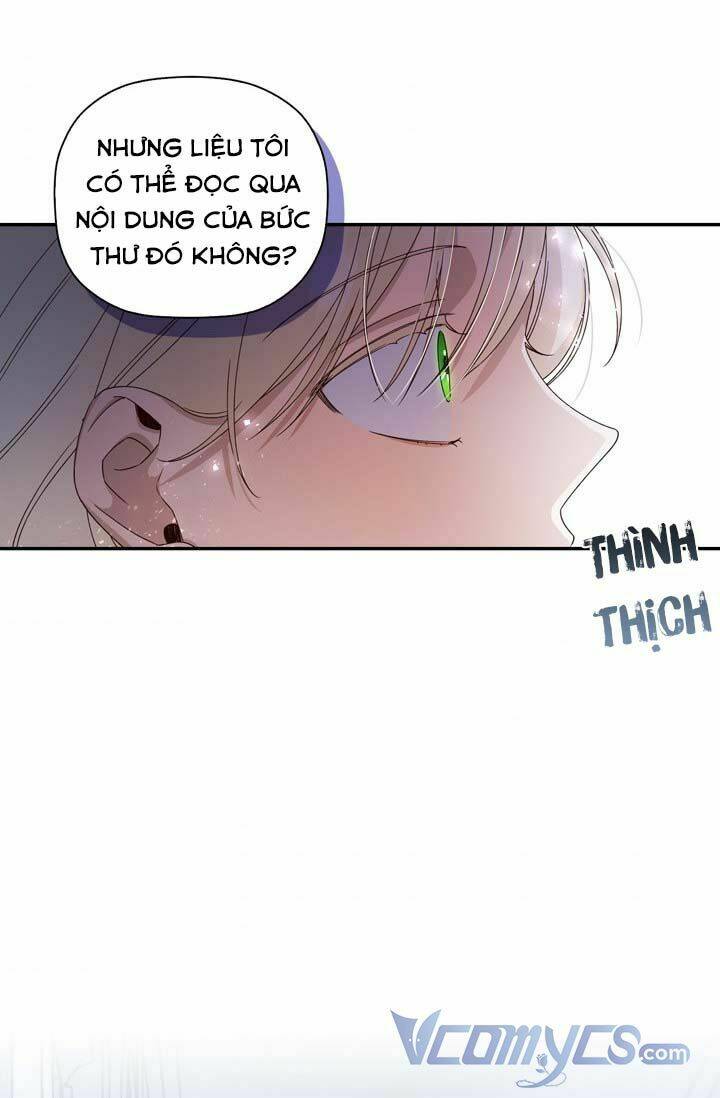 NHƯNG LIỆU TÔI
CÓ THỂ ĐỌC QUA
NỘI DUNG CỦA BỨC
THƯ ĐÓ KHÔNG?
THÌNH
THỊCH
VCOMYCS.com